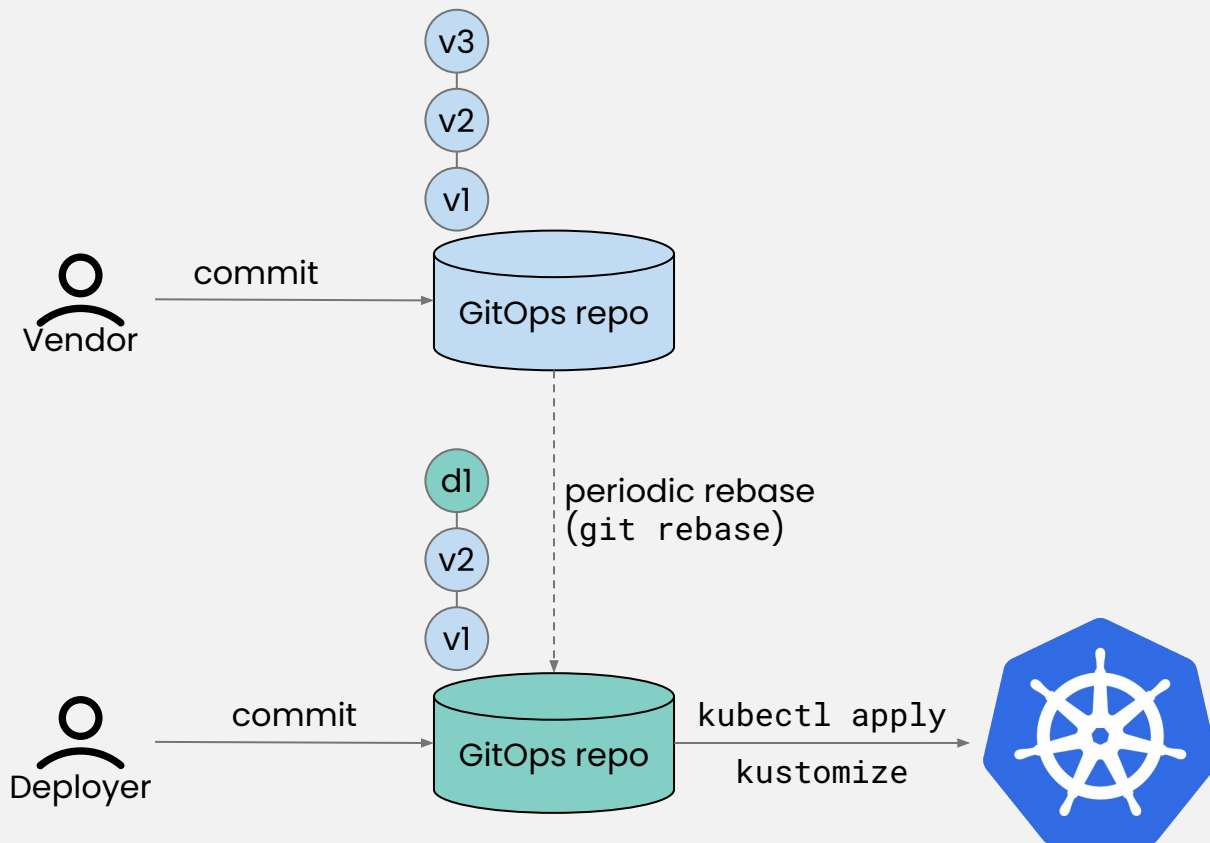 v3
v2
v1
commit
GitOps repo
Vendor
d1
periodic rebase
(git rebase)
v2
v1
commit
kubectl apply
GitOps repo
kustomize
Deployer